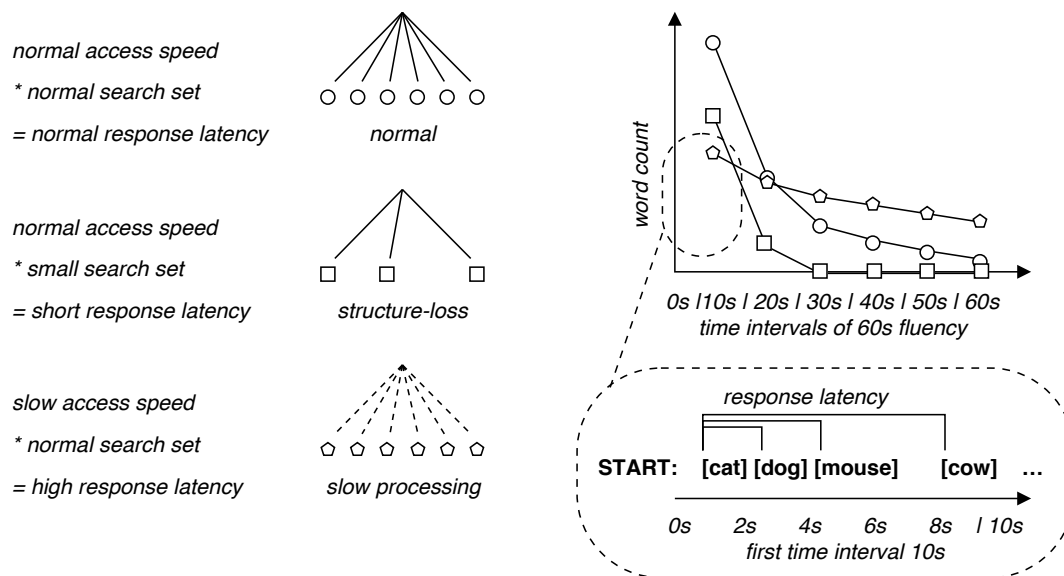 normal access speed
* normal search set
= normal response latency
normal
normal access speed
* small search set
= short response latency
structure-loss
slow access speed
* normal search set
= high response latency
slow processing
word count
0s |10s | 20s | 30s | 40s | 50s | 60s
time intervals of 60s fluency
response latency
START: [cat] [dog] [mouse] [cow] ...
0s 2s 4s 6s 8s | 10s
first time interval 10s